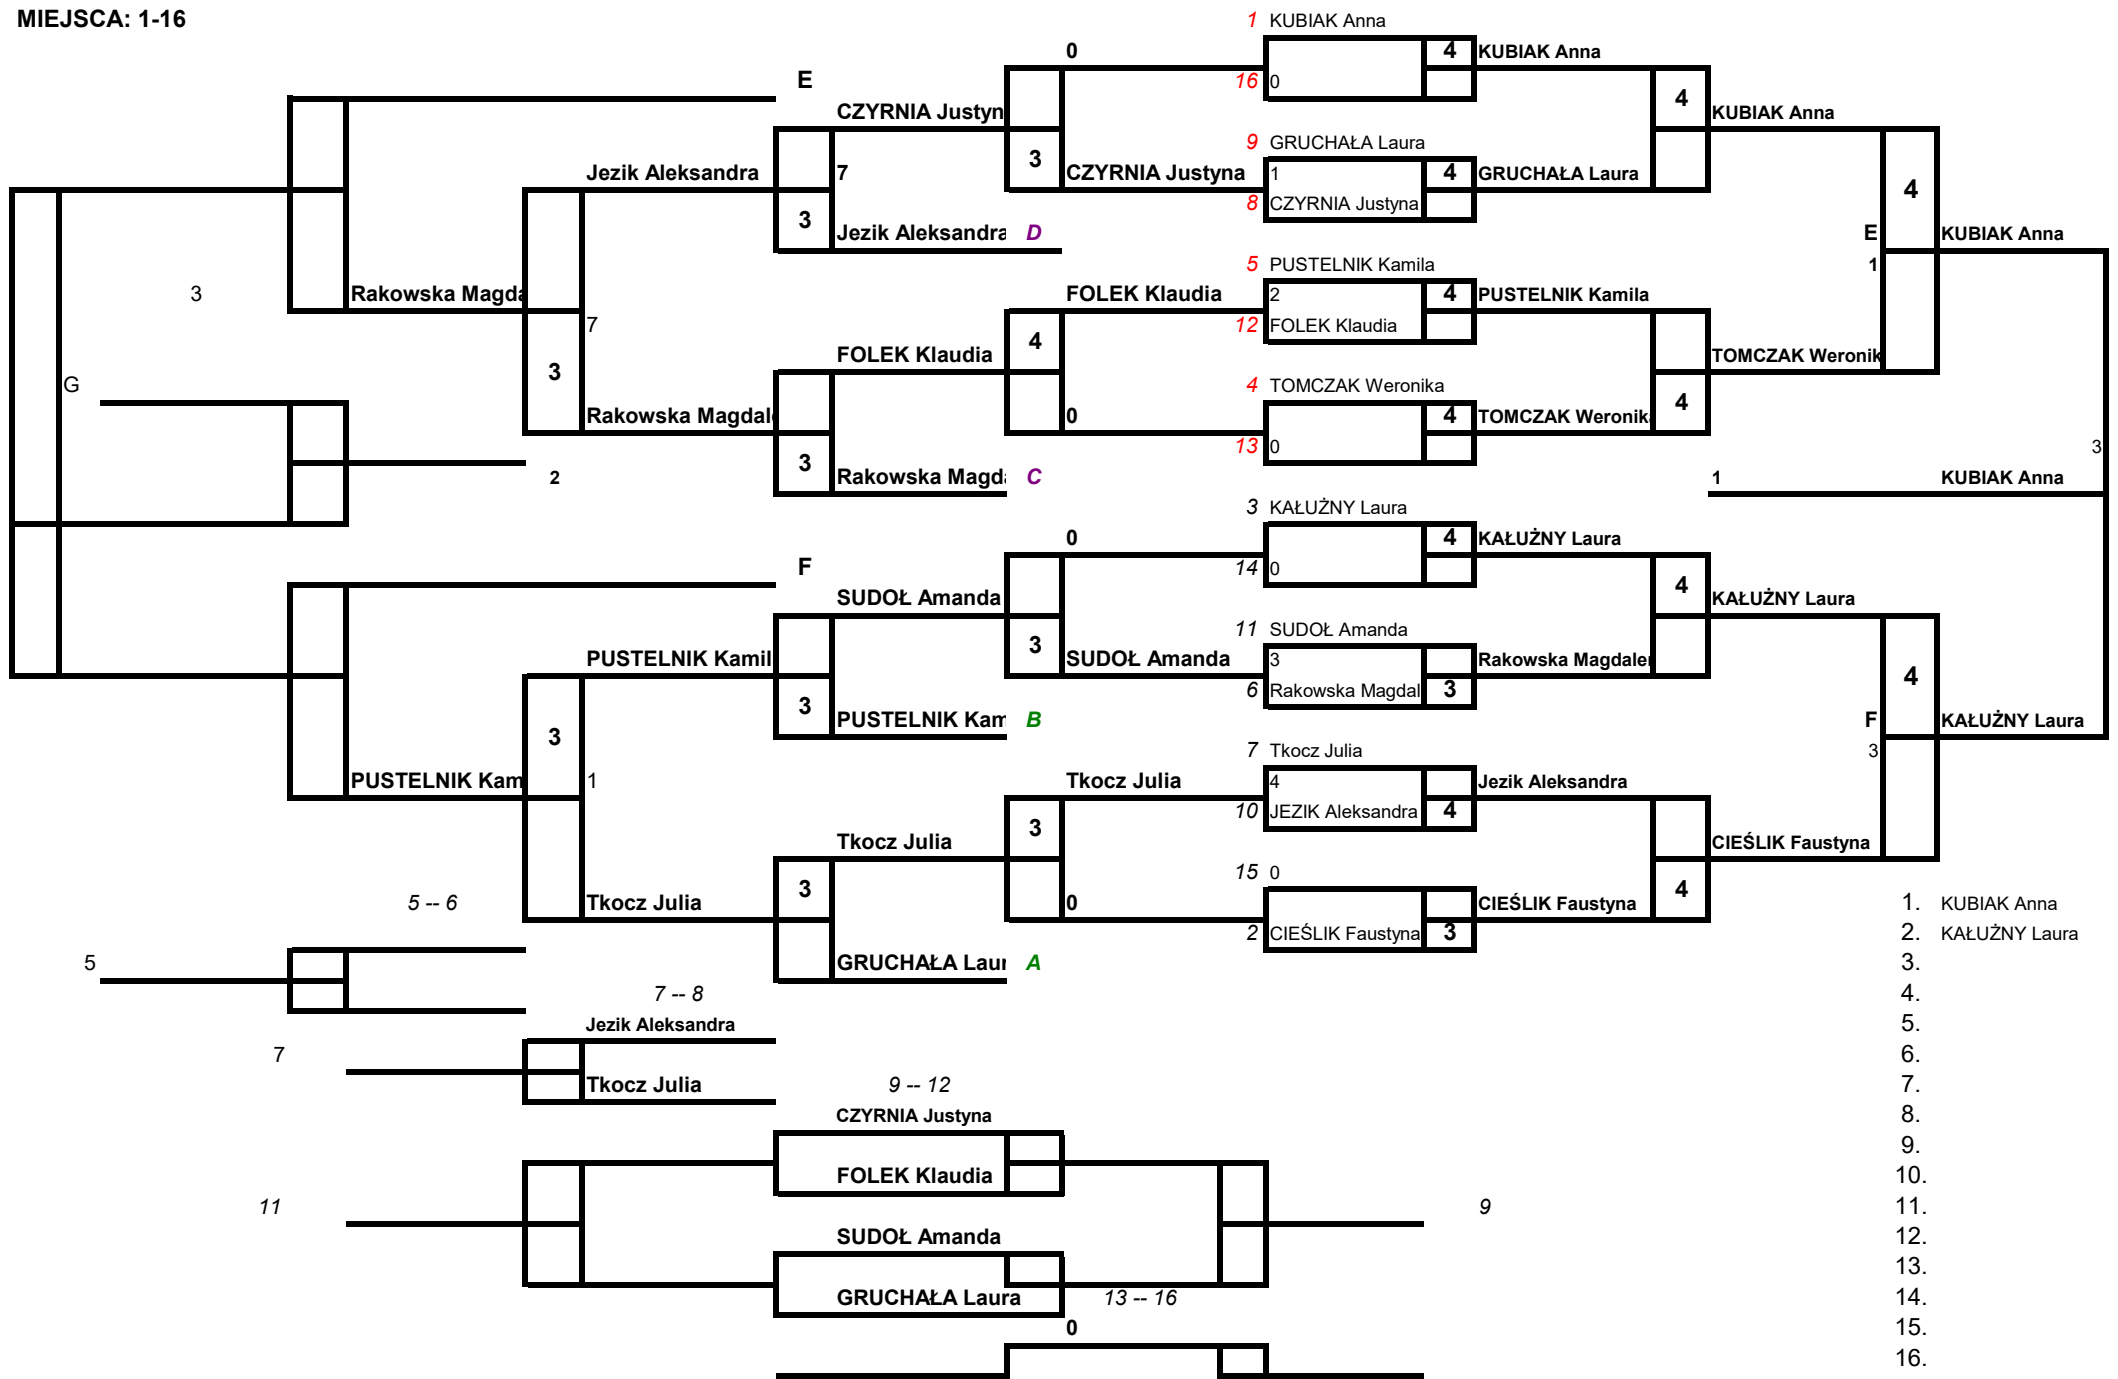 MIEJSCA: 1-16
1 KUBIAK Anna
0 4 KUBIAK Anna
E 16 0
CZYRNIA Justyn 4 KUBIAK Anna
9 GRUCHAŁA Laura
3
Jezik Aleksandra 7 CZYRNIA Justyna 1 4 GRUCHAŁA Laura
4
8 CZYRNIA Justyna
3
Jezik Aleksandra D E KUBIAK Anna
5 PUSTELNIK Kamila 1
3 Rakowska Magda FOLEK Klaudia 2 4 PUSTELNIK Kamila
7 12 FOLEK Klaudia
4
FOLEK Klaudia TOMCZAK Weronik
3
G 4 TOMCZAK Weronika
4
Rakowska Magdal 0 4 TOMCZAK Weronika
13 0 3
3
2 Rakowska Magda C 1 KUBIAK Anna
3 KAŁUŻNY Laura
0 4 KAŁUŻNY Laura
F 14 0
4
SUDOŁ Amanda KAŁUŻNY Laura
11 SUDOŁ Amanda
3
PUSTELNIK Kamil SUDOŁ Amanda 3 Rakowska Magdale
4
6 Rakowska Magdal 3
3
PUSTELNIK Kam B F KAŁUŻNY Laura
3
7 Tkocz Julia 3
PUSTELNIK Kam 1 Tkocz Julia 4 Jezik Aleksandra
10 JEZIK Aleksandra 4
3
Tkocz Julia CIEŚLIK Faustyna
15 0
3 4
5 -- 6 Tkocz Julia 0 CIEŚLIK Faustyna 1. KUBIAK Anna
2 CIEŚLIK Faustyna 3 2. KAŁUŻNY Laura
5 GRUCHAŁA Laur A 3.
7 -- 8 4.
Jezik Aleksandra 5.
7 6.
Tkocz Julia 9 -- 12 7.
CZYRNIA Justyna 8.
9.
FOLEK Klaudia 10.
11 9 11.
SUDOŁ Amanda 12.
13.
GRUCHAŁA Laura 13 -- 16 14.
0 15.
16.